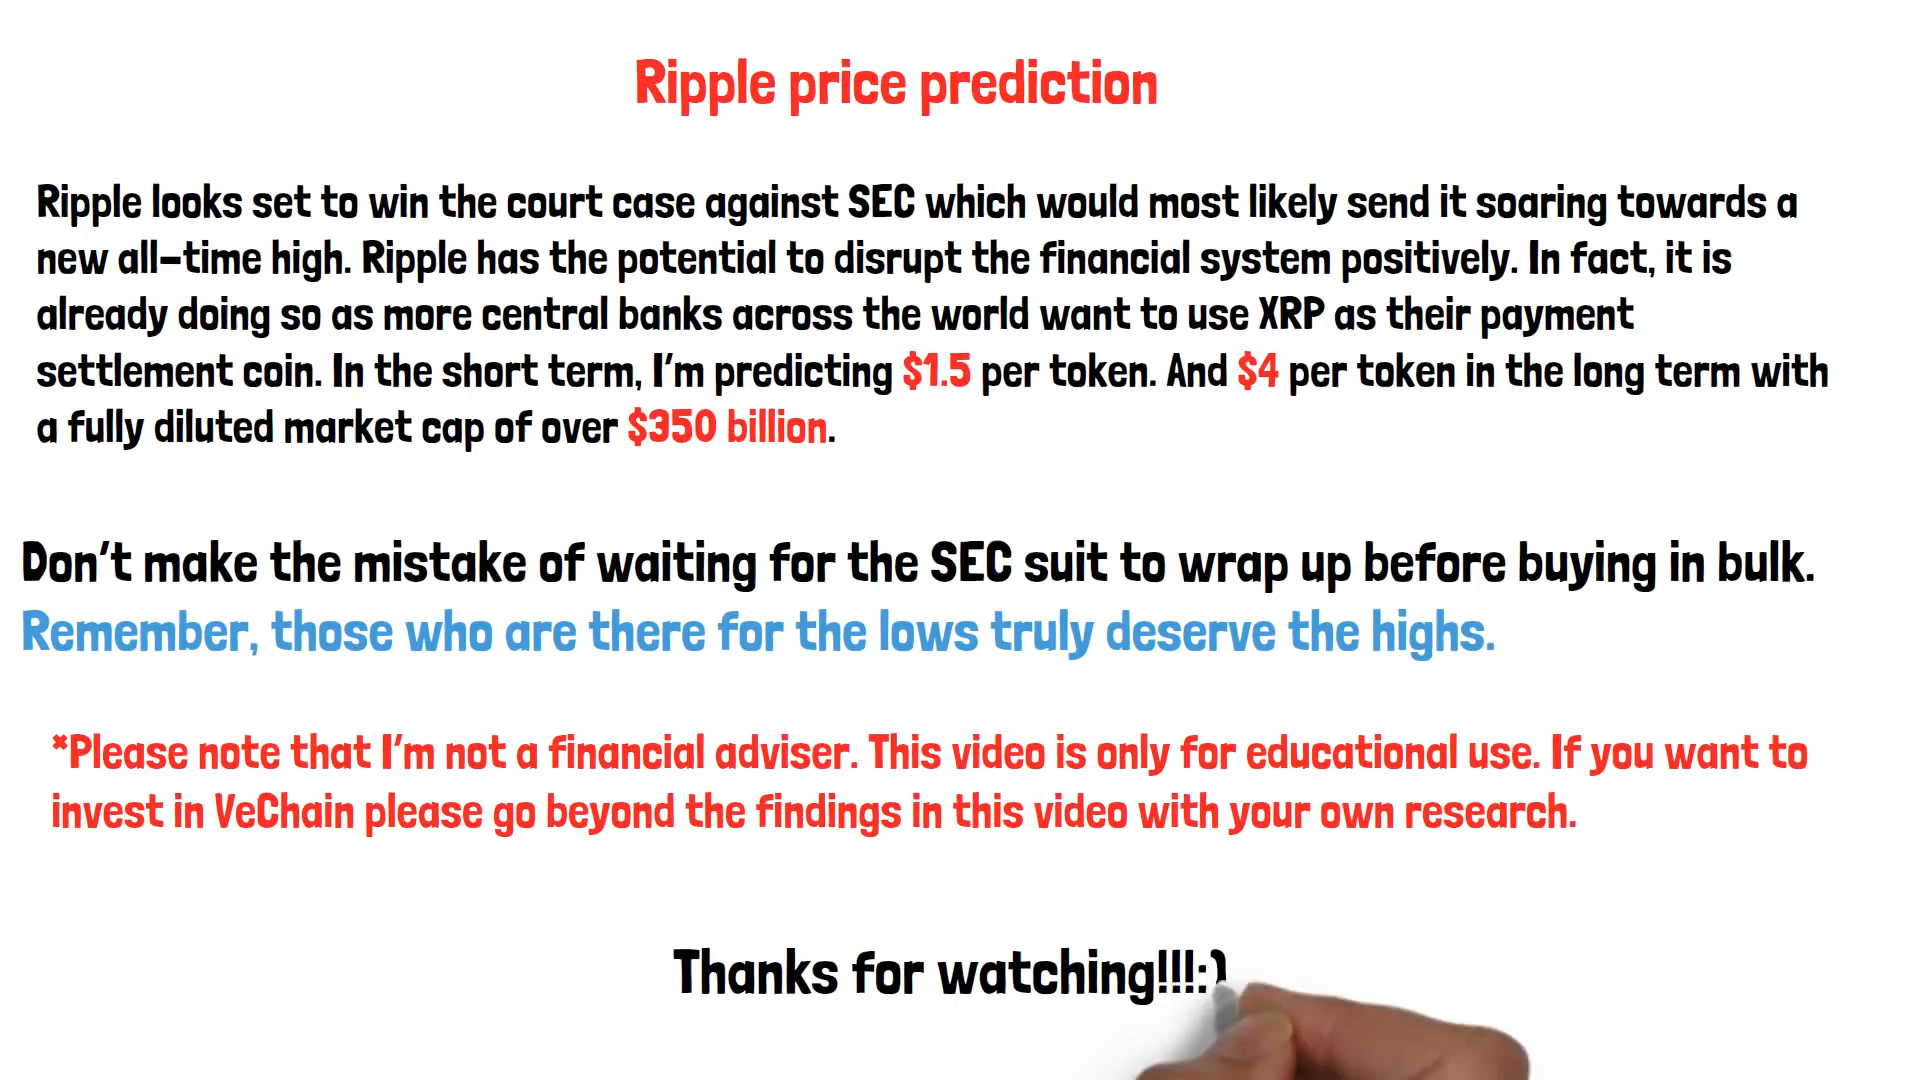 Ripple price prediction
Ripple looks set to win the court case against SEC which would most likely send it soaring towards a
new all-time high. Ripple has the potential to disrupt the financial system positively. In fact, it is
already doing so as more central banks across the world want to use XRP as their payment
settlement coin. In the short term, I'm predicting $1.5 per token. And $4 per token in the long term with
a fully diluted market cap of over $350 billion.
Don't make the mistake of waiting for the SEC suit to wrap up before buying in bulk.
Remember, those who are there for the lows truly deserve the highs.
*Please note that I'm not a financial adviser. This video is only for educational use. If you want to
invest in VeChain please go beyond the findings in this video with your own research.
Thanks for watching!!!:)